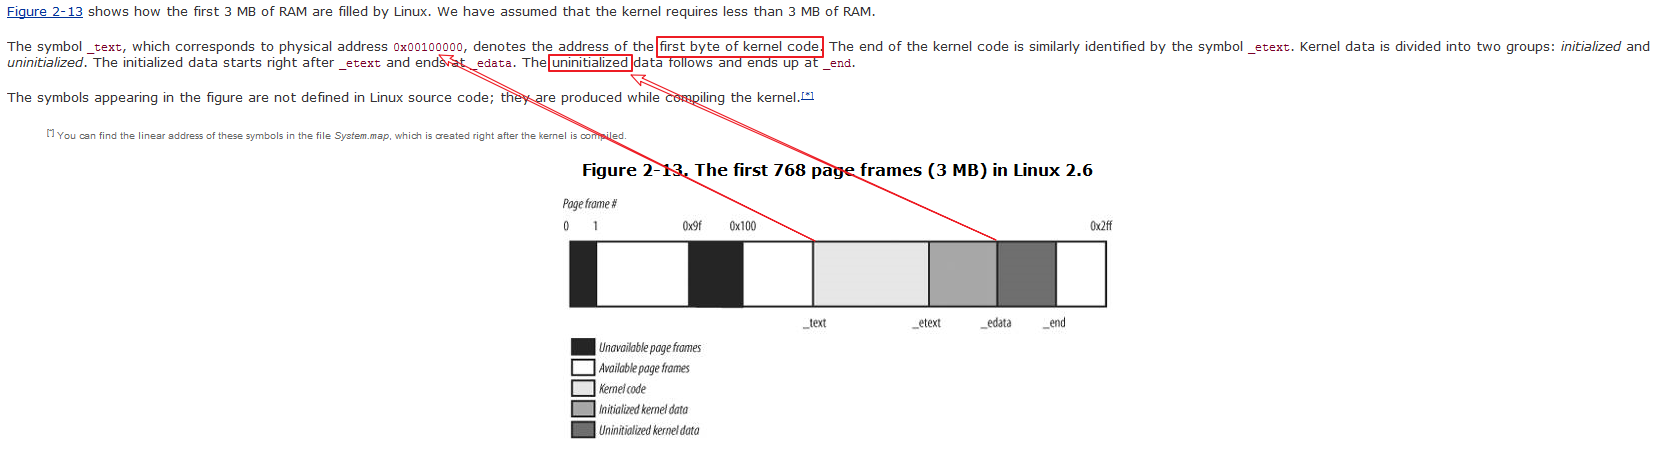 Figure 2-13 shows how the first 3 MB of RAM are filled by Linux. We have assumed that the kernel requires less than 3 MB of RAM.
The symbol _text, which corresponds to physical address 0x00100000, denotes the address of the first byte of kernel code. The end of the kernel code is similarly identified by the symbol _etext. Kernel data is divided into two groups: initialized and
uninitialized. The initialized data starts right after _etext and ends at _edata. The uninitialized data follows and ends up at _end.
The symbols appearing in the figure are not defined in Linux source code; they are produced while compiling the kernel.[*]
[*] You can find the linear address of these symbols in the file System.map, which is created right after the kernel is compiled.
Figure 2-13. The first 768 page frames (3 MB) in Linux 2.6
Page frame #
0 1 0x9f 0x100 0x2ff
_text _etext _edata _end
Unavailable page frames
Available page frames
Kernel code
Initialized kernel data
Uninitialized kernel data